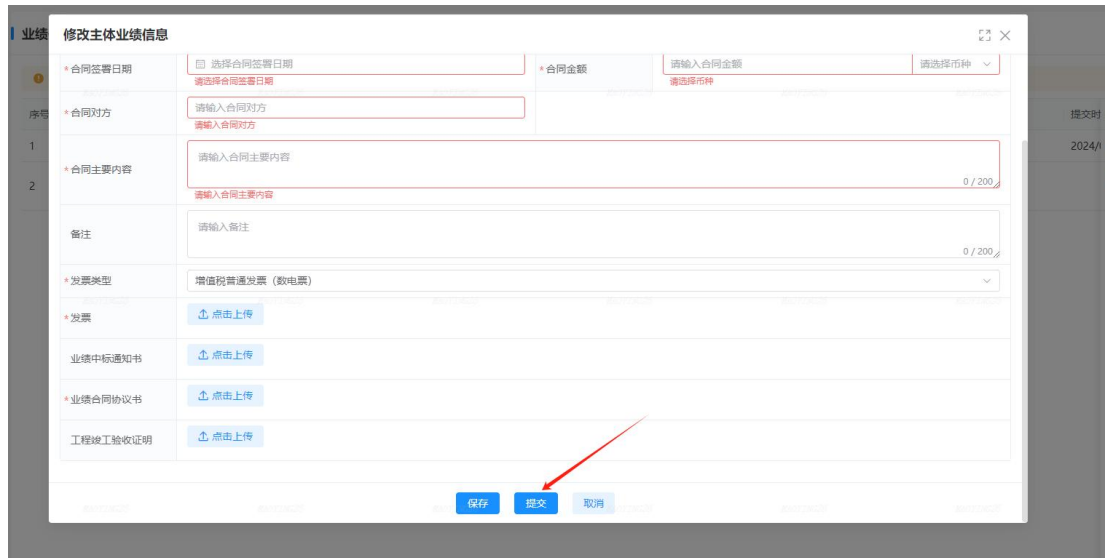 业绩
修改主体业绩信息
* 合同签署日期 选择合同签署日期 * 合同金额 请输入合同金额 请选择币种
请选择合同签署日期 请选择币种
序号 * 合同对方 请输入合同对方 提交时
请输入合同对方
1 请输入合同主要内容 2024/
* 合同主要内容
2 0 / 200
请输入合同主要内容
备注 请输入备注
0 / 200
* 发票类型 增值税普通发票（数电票）
* 发票 点击上传
业绩中标通知书 点击上传
* 业绩合同协议书 点击上传
工程竣工验收证明 点击上传
保存 提交 取消